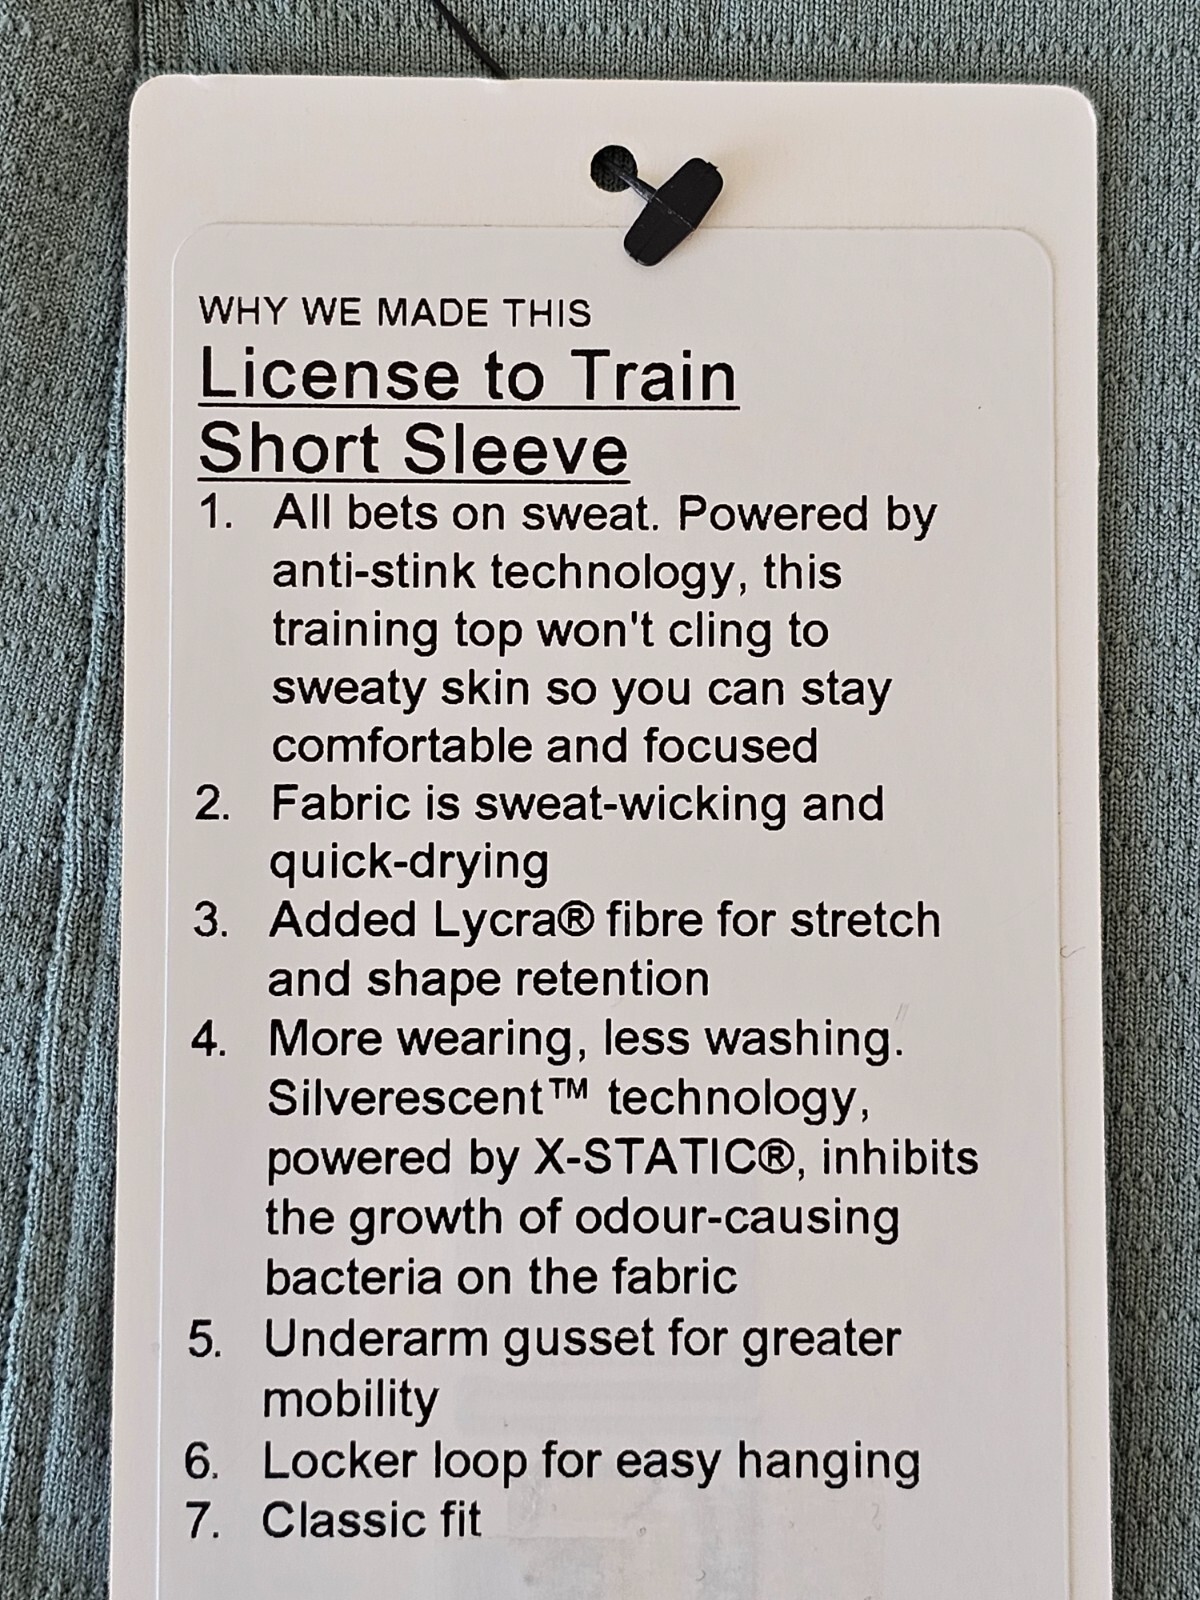 WHY WE MADE THIS
License to Train
Short Sleeve
1. All bets on sweat. Powered by
anti-stink technology, this
training top won't cling to
sweaty skin so you can stay
comfortable and focused
2. Fabric is sweat-wicking and
quick-drying
3. Added Lycra® fibre for stretch
and shape retention
4. More wearing, less washing.
Silverescent™ technology,
powered by X-STATIC®, inhibits
the growth of odour-causing
bacteria on the fabric
5. Underarm gusset for greater
mobility
6. Locker loop for easy hanging
7. Classic fit